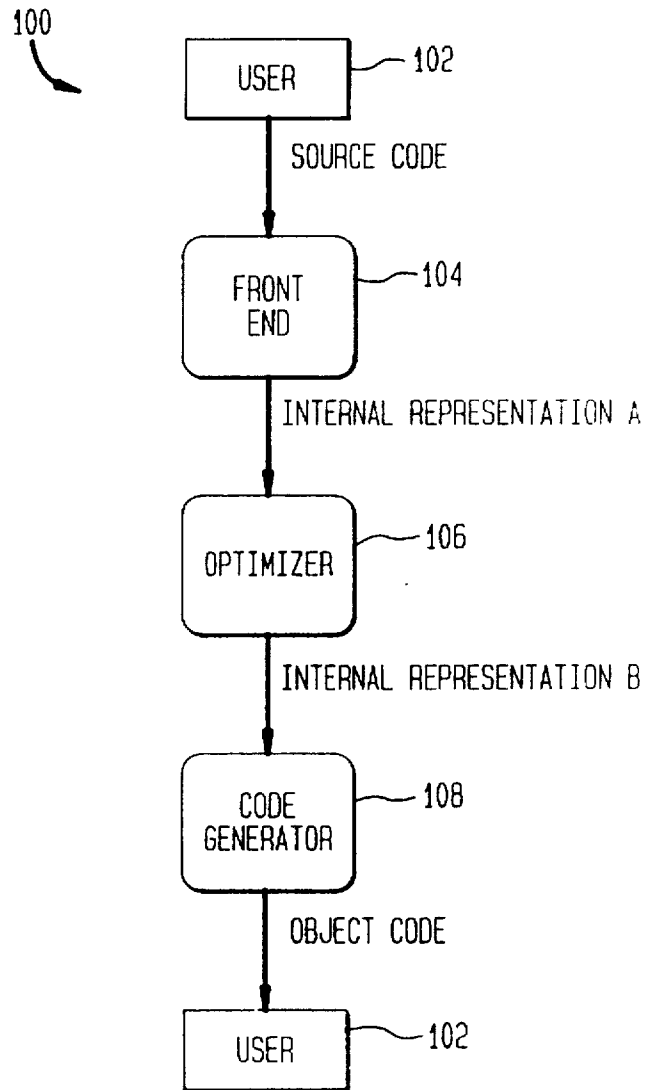 100
USER
102
SOURCE CODE
FRONT
END
104
INTERNAL REPRESENTATION A
OPTIMIZER
106
INTERNAL REPRESENTATION B
CODE
GENERATOR
108
OBJECT CODE
USER
102